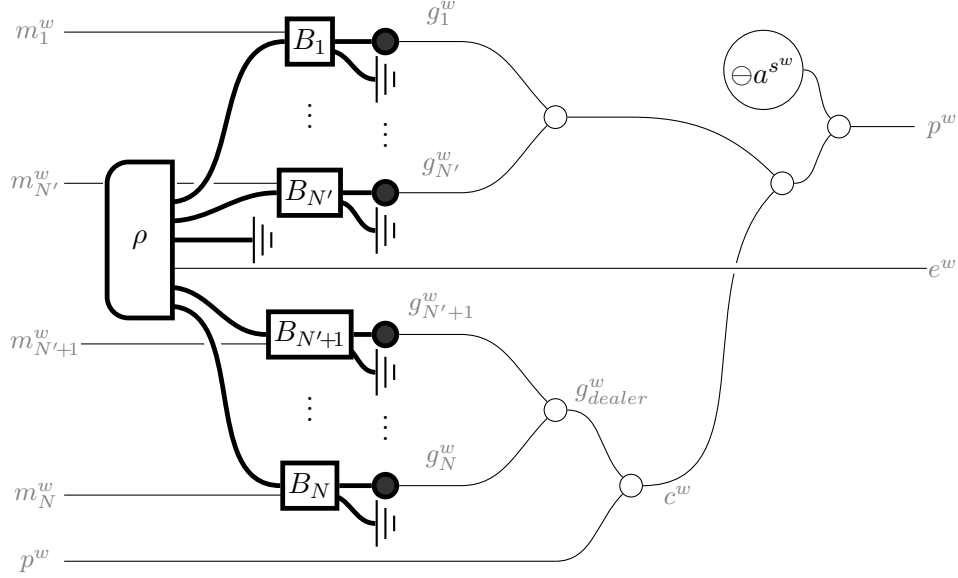 m_1^w B_1 g_1^w
⊖a^{s^w} p^w
⋮ ⋮
m_{N'}^w B_{N'} g_{N'}^w
ρ
e^w
m_{N'+1}^w B_{N'+1} g_{N'+1}^w
⋮ ⋮
g_{dealer}^w
m_N^w B_N g_N^w
c^w
p^w